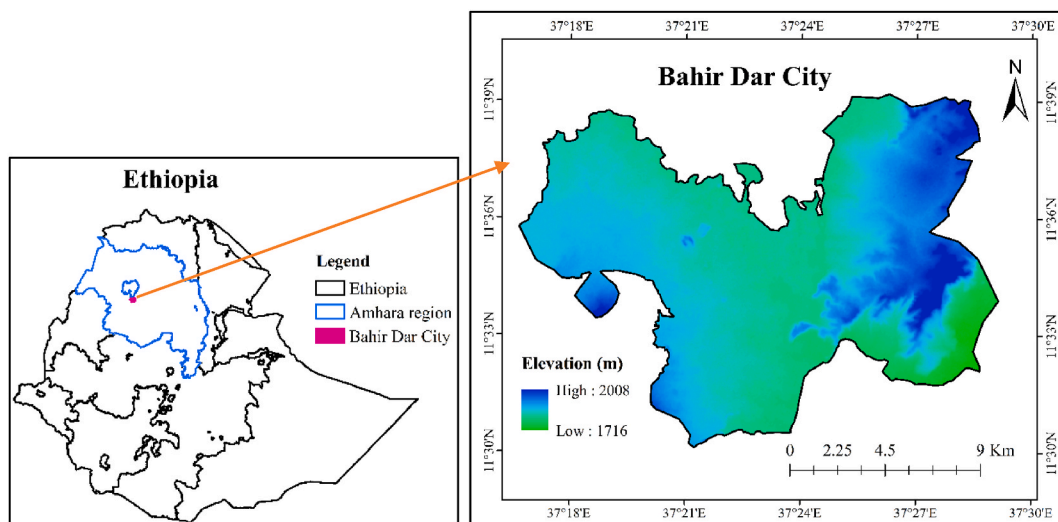 Ethiopia
Legend
Ethiopia
Amhara region
Bahir Dar City
37°18'E 37°21'E 37°24'E 37°27'E 37°30'E
Bahir Dar City
N
11°39'N 11°39'N
11°36'N 11°36'N
11°33'N 11°33'N
11°30'N 11°30'N
Elevation (m)
High : 2008
Low : 1716
0 2.25 4.5 9 Km
37°18'E 37°21'E 37°24'E 37°27'E 37°30'E